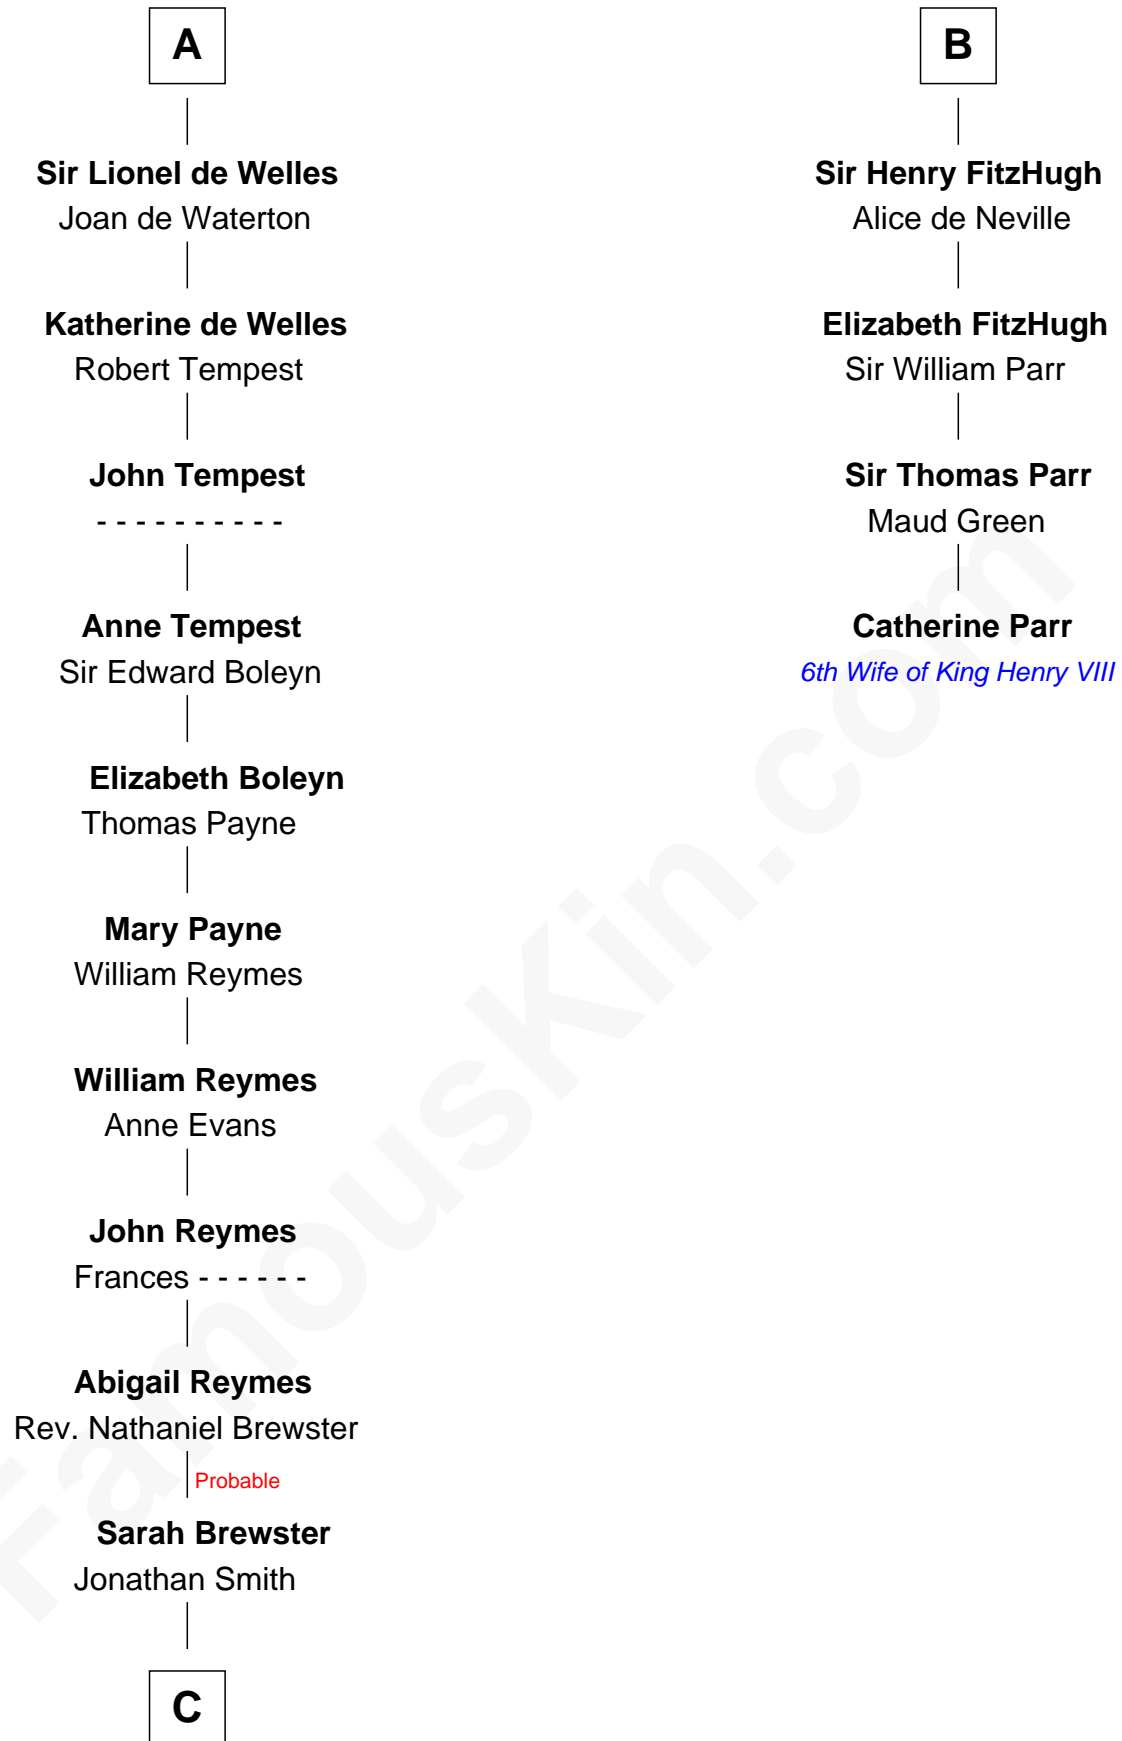 A
Sir Lionel de Welles
Joan de Waterton
Katherine de Welles
Robert Tempest
John Tempest
- - - - - - - - - -
Anne Tempest
Sir Edward Boleyn
Elizabeth Boleyn
Thomas Payne
Mary Payne
William Reymes
William Reymes
Anne Evans
John Reymes
Frances - - - - - -
Abigail Reymes
Rev. Nathaniel Brewster
Probable
Sarah Brewster
Jonathan Smith
C
B
Sir Henry FitzHugh
Alice de Neville
Elizabeth FitzHugh
Sir William Parr
Sir Thomas Parr
Maud Green
Catherine Parr
6th Wife of King Henry VIII
FamousKin.com